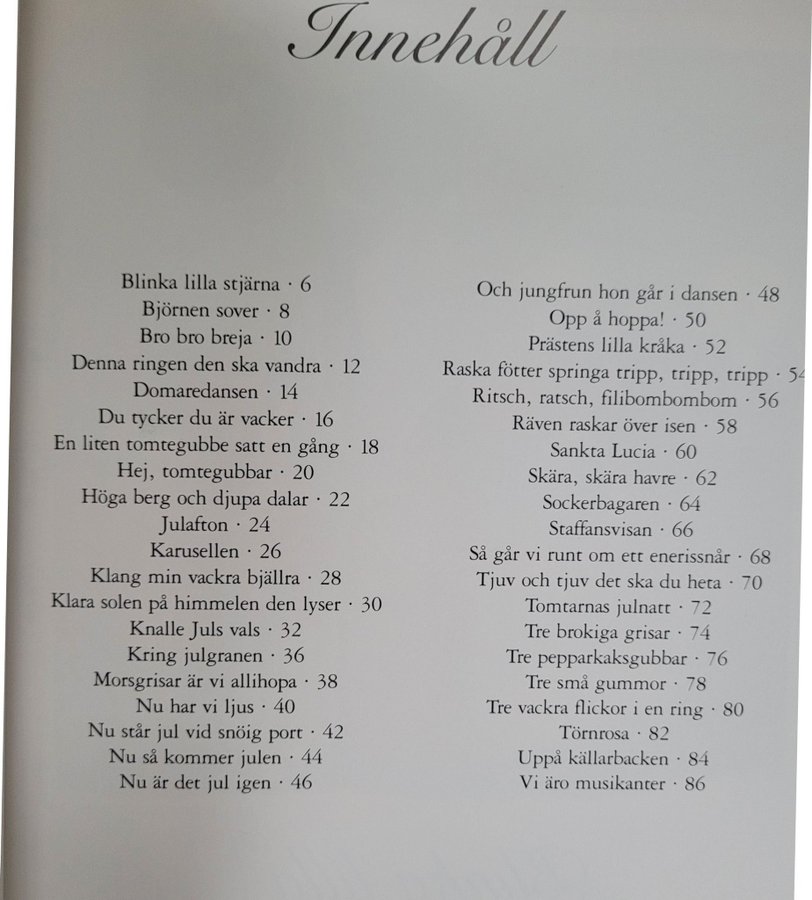 Innehåll
Blinka lilla stjärna · 6
Björnen sover · 8
Bro bro breja · 10
Denna ringen den ska vandra · 12
Domaredansen · 14
Du tycker du är vacker · 16
En liten tomtegubbe satt en gång · 18
Hej, tomtegubbar · 20
Höga berg och djupa dalar · 22
Julafton · 24
Karusellen · 26
Klang min vackra bjällra · 28
Klara solen på himmelen den lyser · 30
Knalle Juls vals · 32
Kring julgranen · 36
Morsgrisar är vi allihopa · 38
Nu har vi ljus · 40
Nu står jul vid snöig port · 42
Nu så kommer julen · 44
Nu är det jul igen · 46
Och jungfrun hon går i dansen · 48
Opp å hoppa! · 50
Prästens lilla kråka · 52
Raska fötter springa tripp, tripp, tripp · 54
Ritsch, ratsch, filibombombom · 56
Räven raskar över isen · 58
Sankta Lucia · 60
Skära, skära havre · 62
Sockerbagaren · 64
Staffansvisan · 66
Så går vi runt om ett enerissnår · 68
Tjuv och tjuv det ska du heta · 70
Tomtarnas julnatt · 72
Tre brokiga grisar · 74
Tre pepparkaksgubbar · 76
Tre små gummor · 78
Tre vackra flickor i en ring · 80
Törnrosa · 82
Uppå källarbacken · 84
Vi äro musikanter · 86